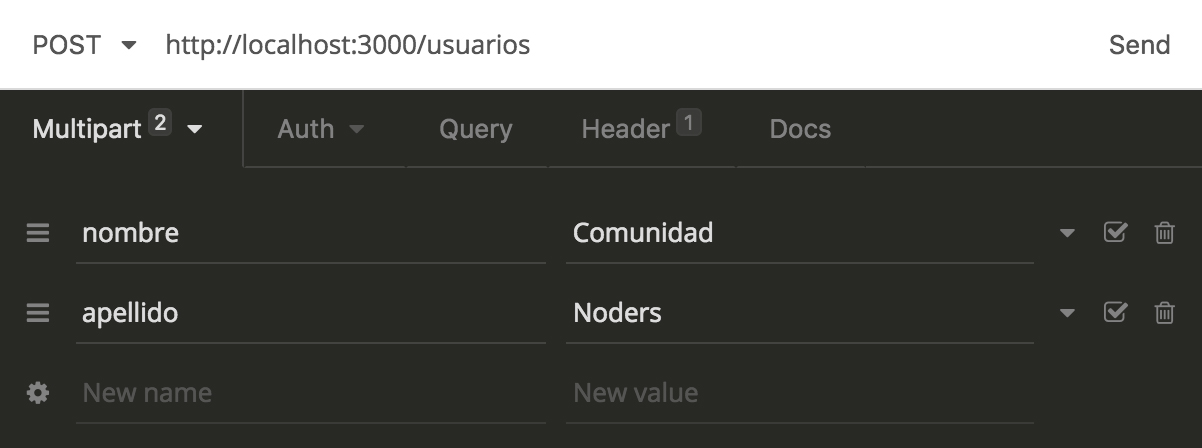 POST http://localhost:3000/usuarios Send
Multipart 2 Auth Query Header 1 Docs
nombre Comunidad
apellido Noders
New name New value